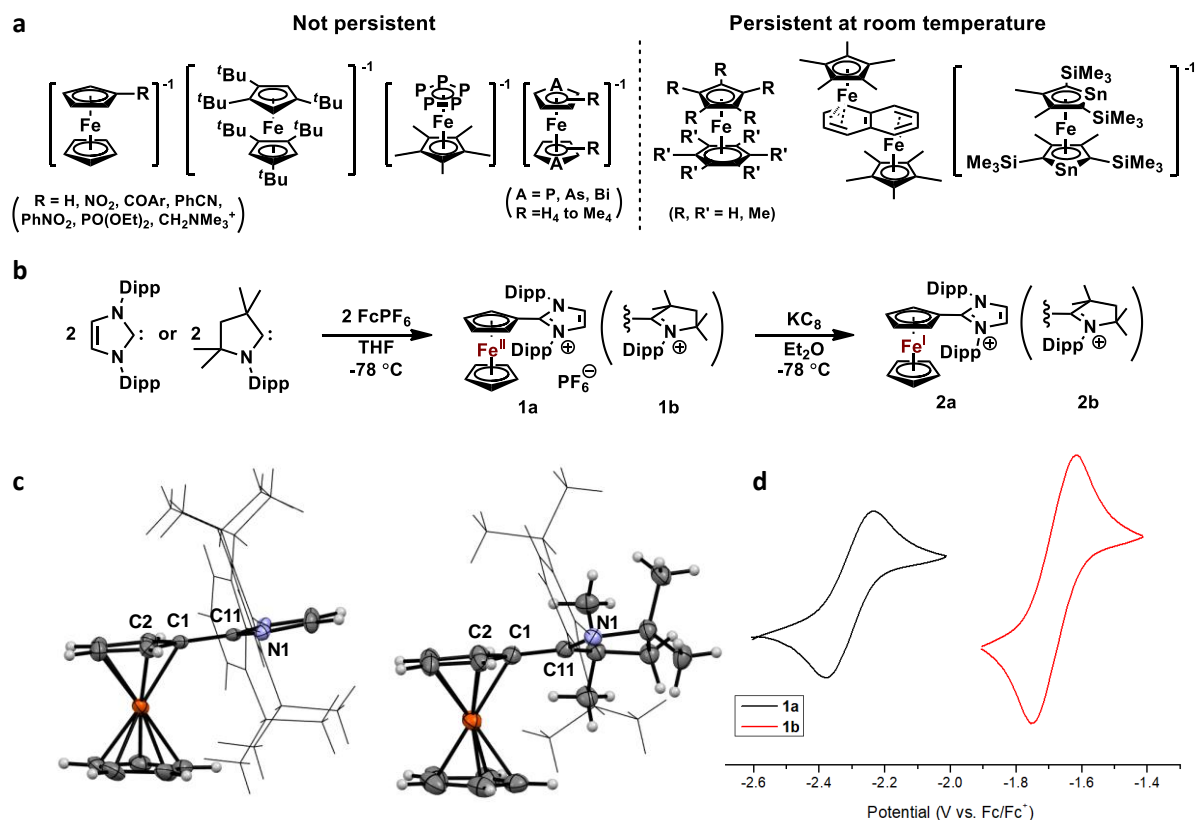 a
Not persistent
Persistent at room temperature
R
Fe
-1
tBu
tBu
tBu
Fe
tBu
tBu
tBu
-1
P
P P
P P
Fe
-1
A
R
Fe
R
A
-1
R
R R
R R
Fe
R' R'
R' R'
R' R'
Fe
Fe
SiMe3
Sn
SiMe3
Fe
Me3Si
Sn
SiMe3
-1
(R = H, NO2, COAr, PhCN,
PhNO2, PO(OEt)2, CH2NMe3+)
(A = P, As, Bi
R =H4 to Me4)
(R, R' = H, Me)
b
2
Dipp
N
:
N
Dipp
or
2
:
N
Dipp
2 FcPF6
THF
-78 °C
Dipp
N
N
Dipp
⊕
FeII
PF6⊖
1a
N
Dipp
⊕
1b
KC8
Et2O
-78 °C
Dipp
N
N
Dipp
⊕
FeI
2a
N
Dipp
⊕
2b
c
C2
C1
C11
N1
C2
C1
C11
N1
d
1a
1b
-2.6 -2.4 -2.2 -2.0 -1.8 -1.6 -1.4
Potential (V vs. Fc/Fc+)